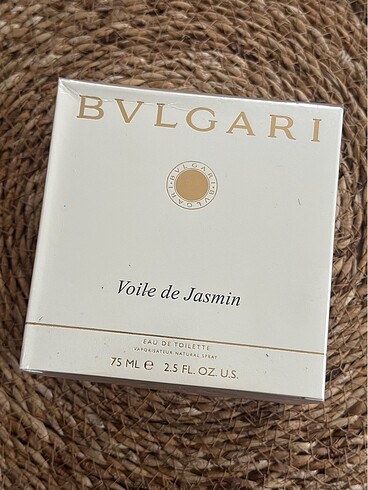 BVLGARI
BVLGARI • BVLGARI •
Voile de Jasmin
EAU DE TOILETTE
VAPORISATEUR NATURAL SPRAY
75 ML ℮ 2.5 FL. OZ. U.S.